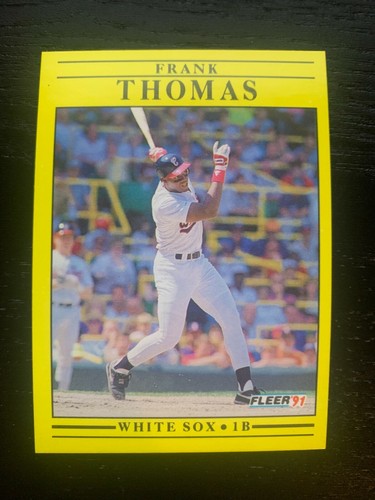 FRANK
THOMAS
FLEER '91
WHITE SOX • 1B